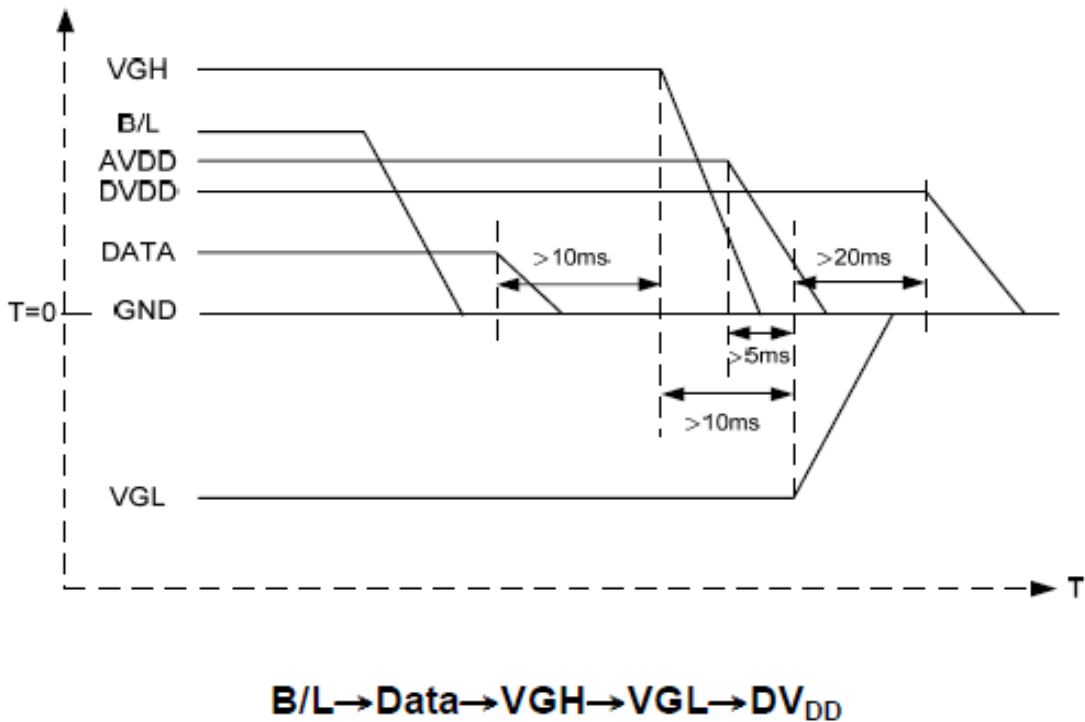 VGH
B/L
AVDD
DVDD
DATA
>10ms
>20ms
T=0
GND
>5ms
>10ms
VGL
T
B/L→Data→VGH→VGL→DVDD